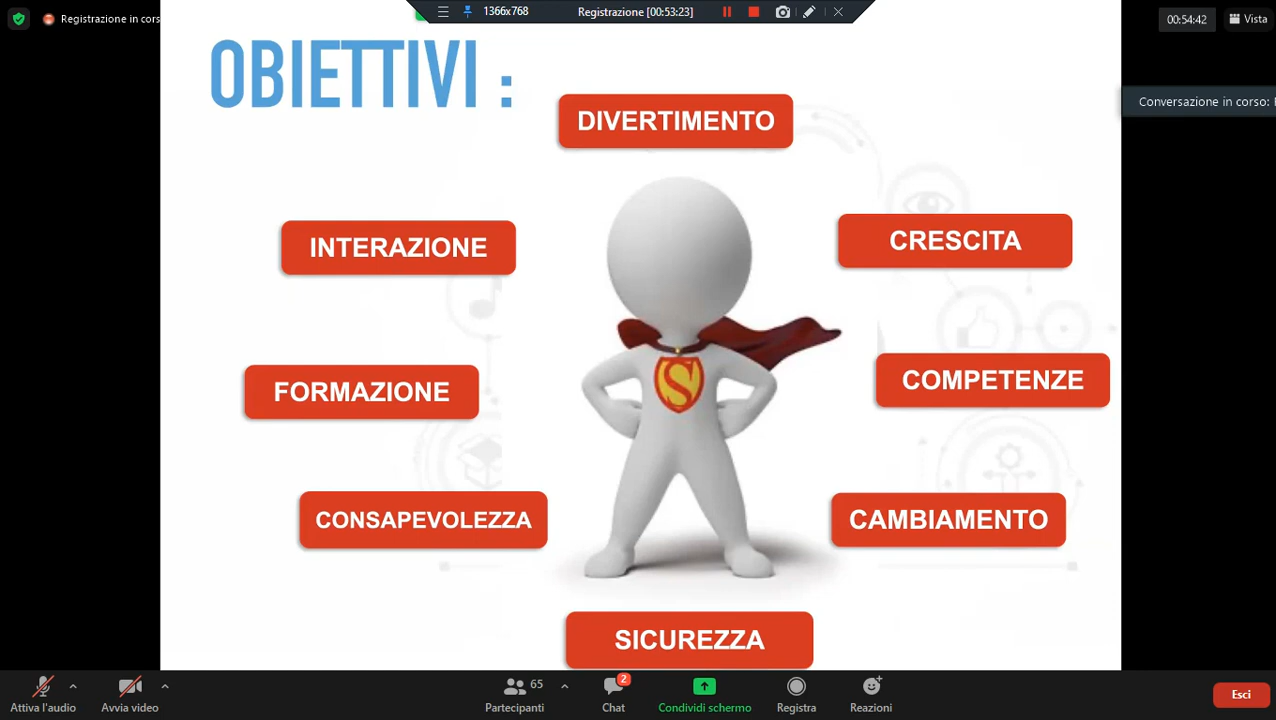 Registrazione in cors
1366x768
Registrazione [00:53:23]
00:54:42
Vista
Conversazione in corso:
OBIETTIVI :
DIVERTIMENTO
INTERAZIONE
CRESCITA
FORMAZIONE
COMPETENZE
S
CONSAPEVOLEZZA
CAMBIAMENTO
SICUREZZA
Attiva l'audio
Avvia video
65
Partecipanti
2
Chat
Condividi schermo
Registra
Reazioni
Esci